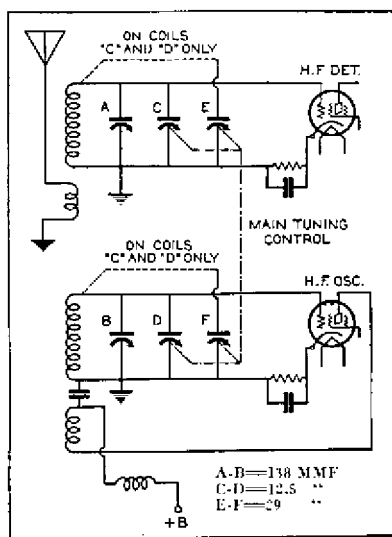 ON COILS
"C" AND "D" ONLY
H.F. DET.
A
C
E
MAIN TUNING
CONTROL
ON COILS
"C" AND "D" ONLY
H.F. OSC.
B
D
F
A-B=138 MMF
C-D=12.5 "
E-F=29 "
+B